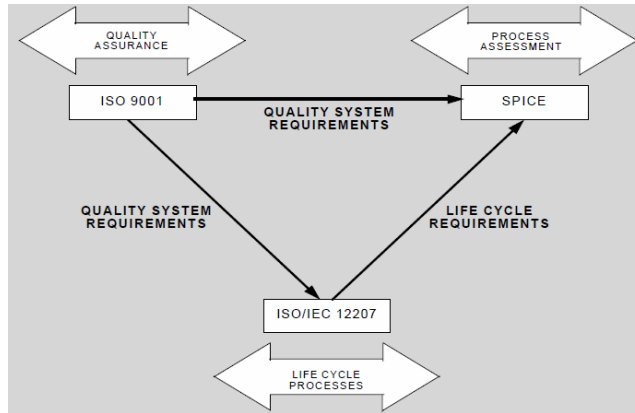 QUALITY
ASSURANCE
PROCESS
ASSESSMENT
ISO 9001
SPICE
QUALITY SYSTEM
REQUIREMENTS
QUALITY SYSTEM
REQUIREMENTS
LIFE CYCLE
REQUIREMENTS
ISO/IEC 12207
LIFE CYCLE
PROCESSES